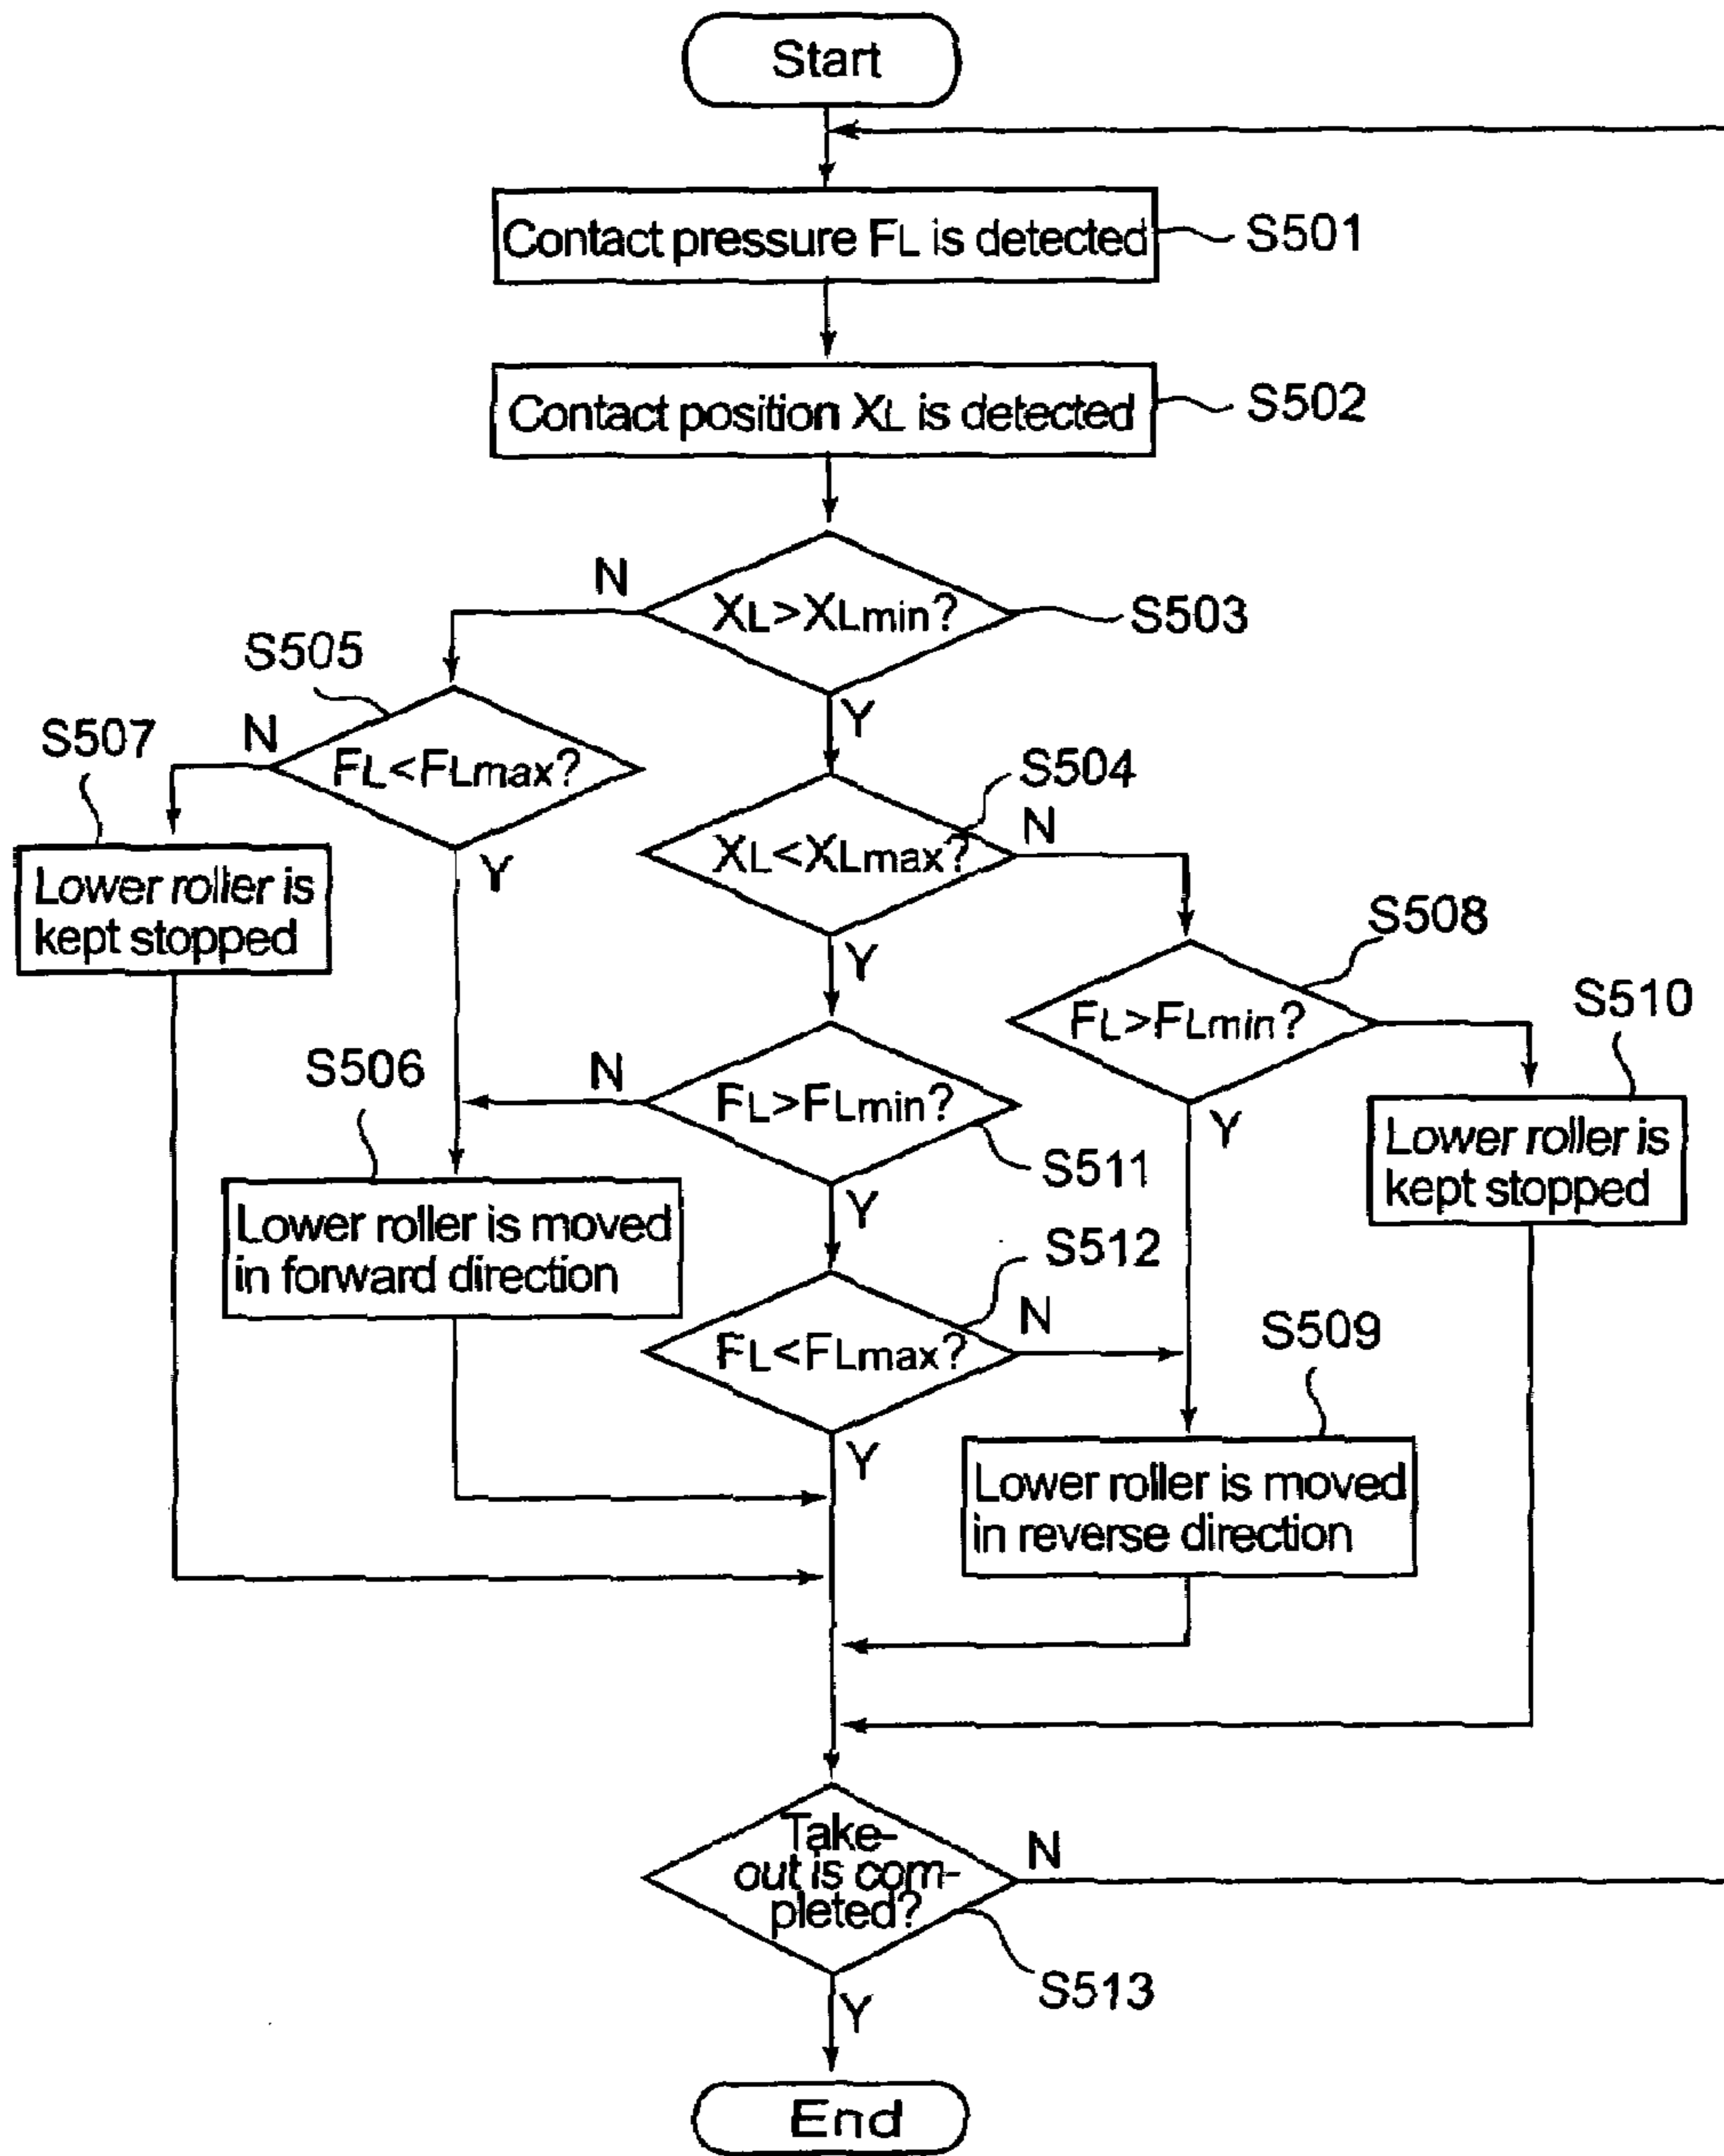 Start
Contact pressure FL is detected
S501
Contact position XL is detected
S502
N
XL>XLmin?
S503
S505
Y
S507
N
FL<FLmax?
S504
XL<XLmax?
N
Y
Lower roller is
kept stopped
S508
Y
FL>FLmin?
S510
S506
N
FL>FLmin?
Y
S511
Lower roller is
kept stopped
Y
Lower roller is moved
in forward direction
S512
N
FL<FLmax?
S509
Y
Lower roller is moved
in reverse direction
Take-
out is com-
pleted?
N
S513
Y
End